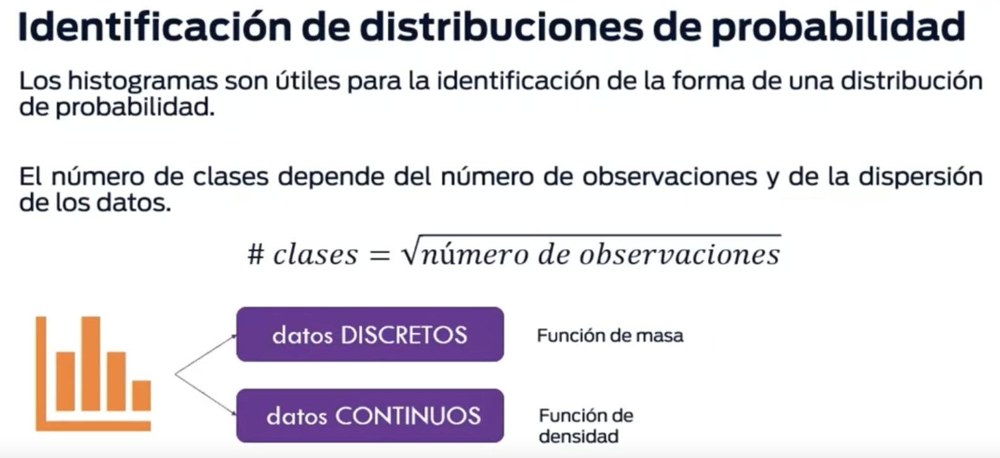 Identificación de distribuciones de probabilidad
Los histogramas son útiles para la identificación de la forma de una distribución
de probabilidad.
El número de clases depende del número de observaciones y de la dispersión
de los datos.
# clases = √número de observaciones
datos DISCRETOS
Función de masa
datos CONTINUOS
Función de
densidad